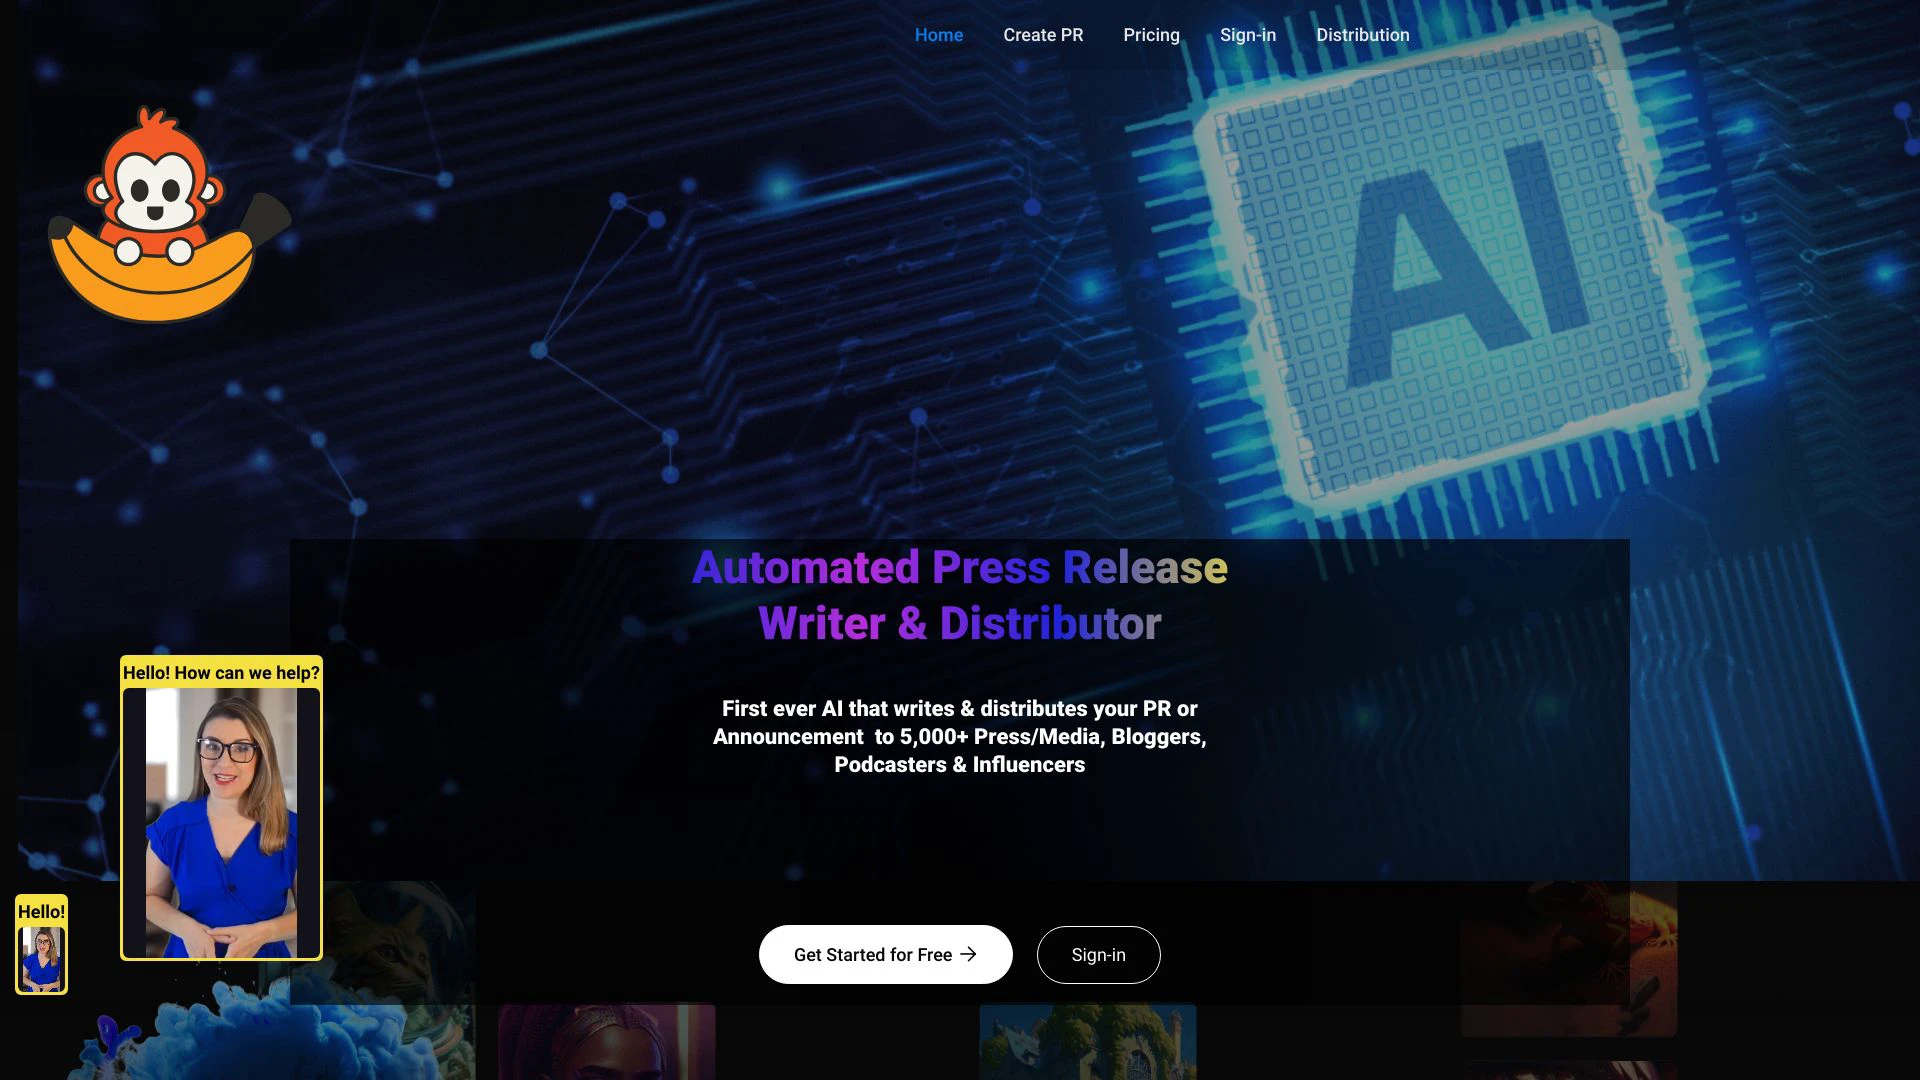 Home Create PR Pricing Sign-in Distribution
AI
Automated Press Release
Writer & Distributor
First ever AI that writes & distributes your PR or
Announcement to 5,000+ Press/Media, Bloggers,
Podcasters & Influencers
Hello! How can we help?
Hello!
Get Started for Free →
Sign-in